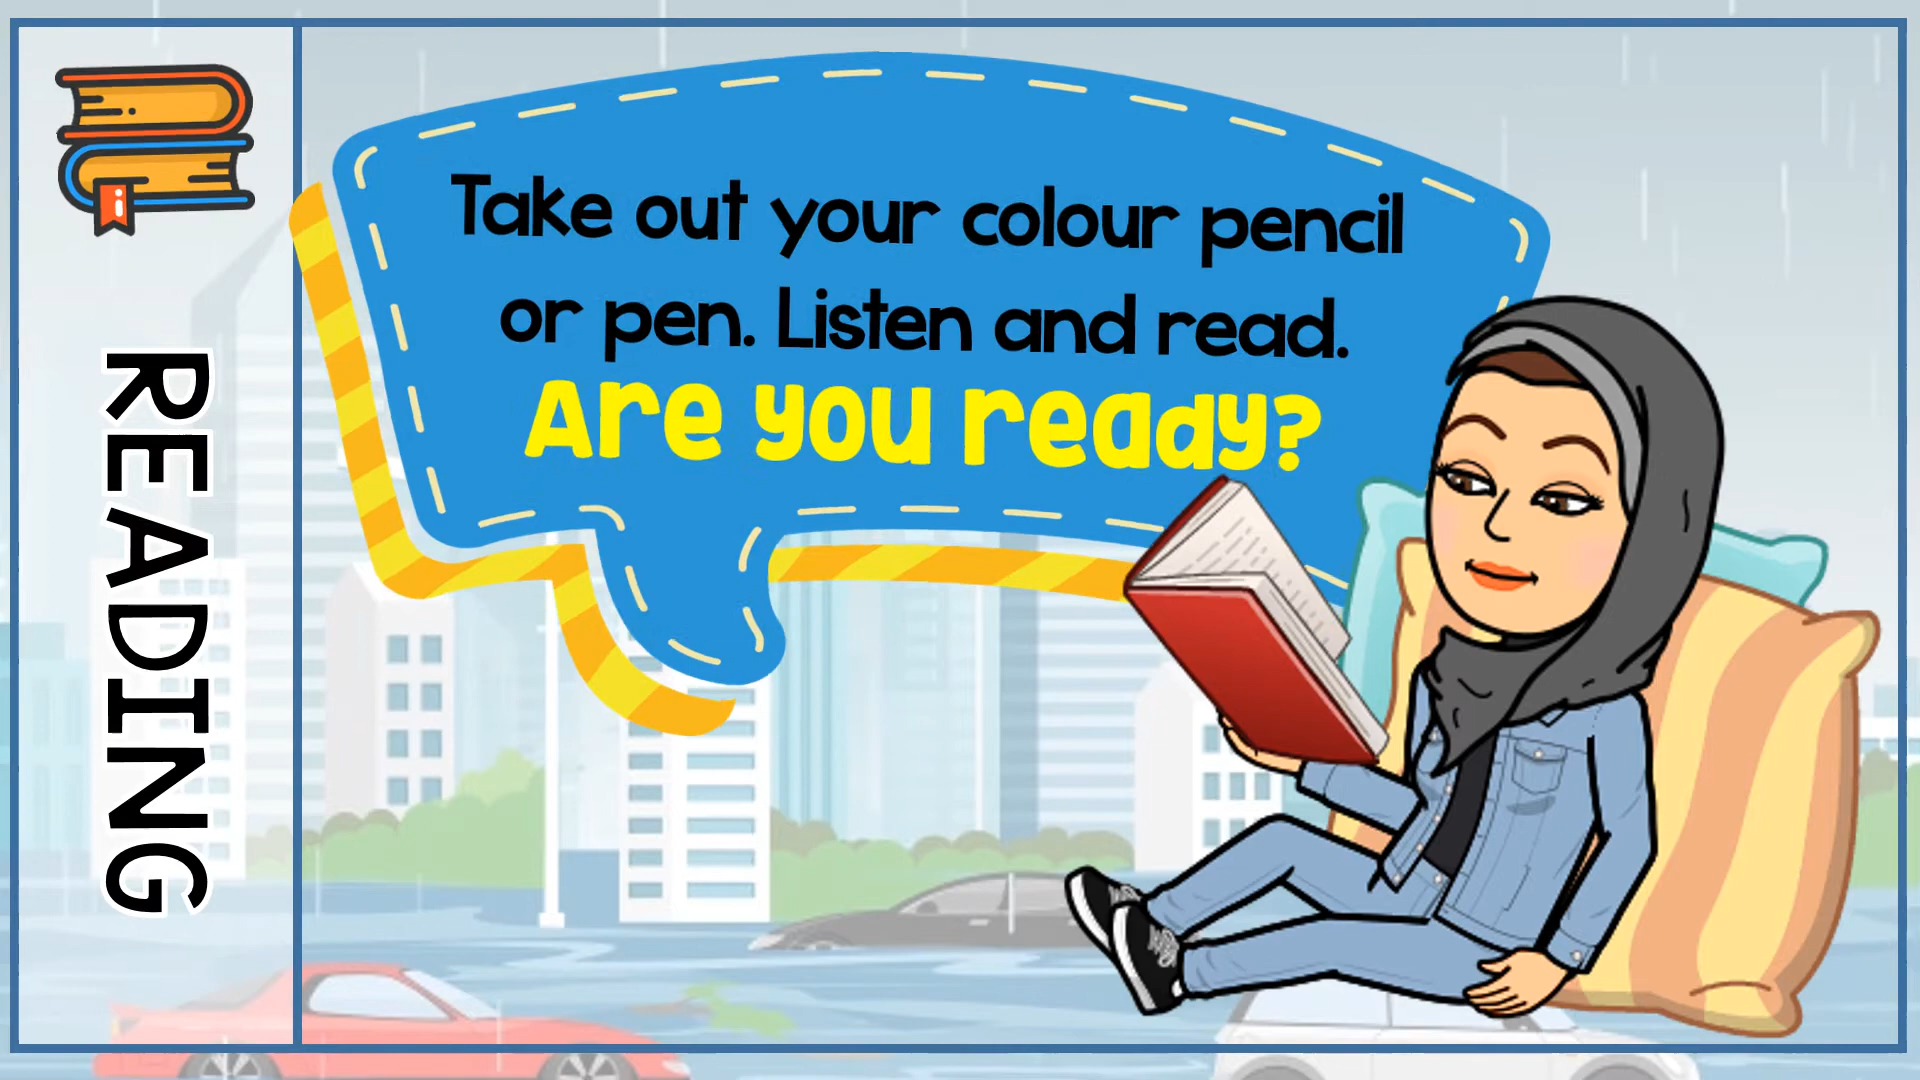 READING
Take out your colour pencil
or pen. Listen and read.
Are you ready?